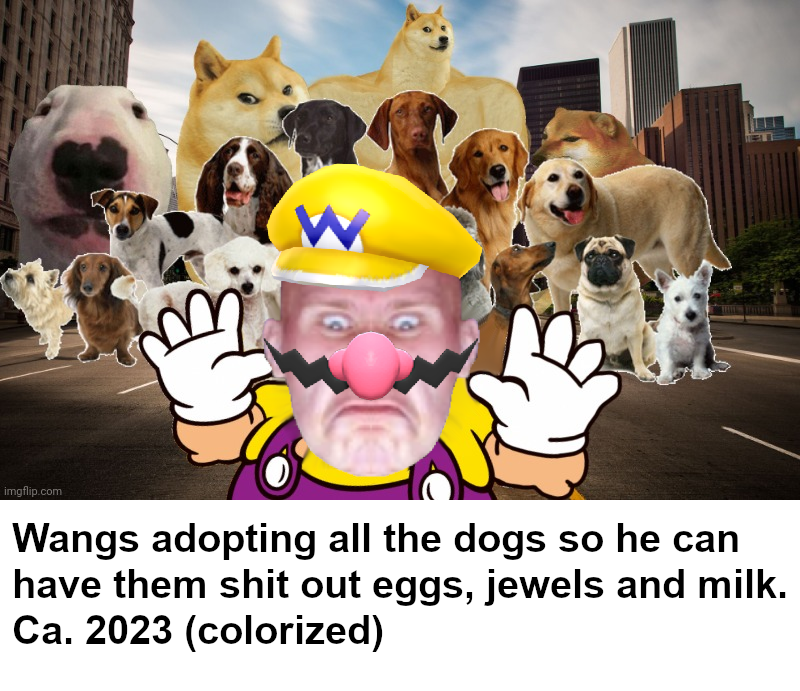 W
imgflip.com
Wangs adopting all the dogs so he can
have them shit out eggs, jewels and milk.
Ca. 2023 (colorized)